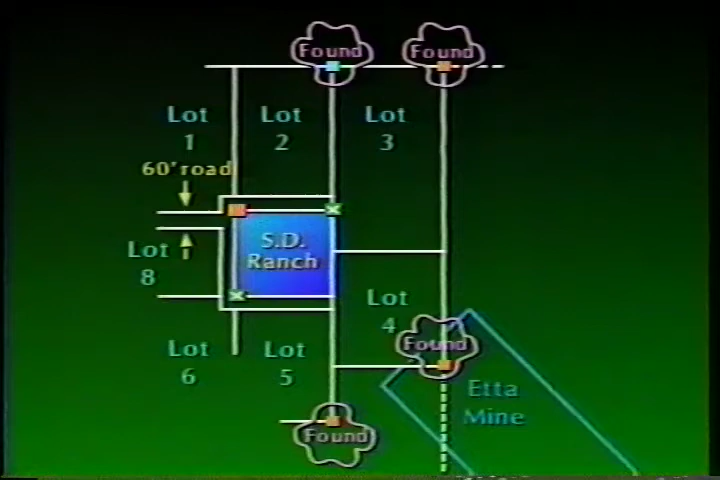 Found
Found
Lot
1
Lot
2
Lot
3
60' road
S.D.
Ranch
Lot
8
Lot
4
Found
Lot
6
Lot
5
Etta
Mine
Found